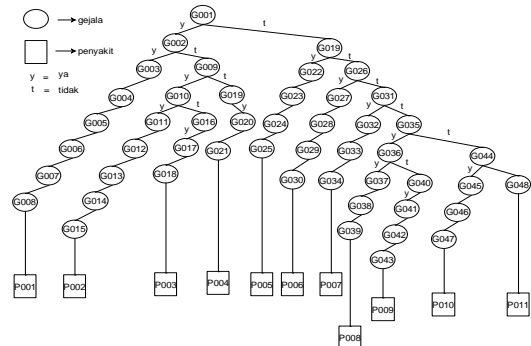 gejala
penyakit
y = ya
t = tidak
G001
y t
G002 G019
y t y t
G003 G009 G022 G026
y t y t
G004 G010 G019 G023 G027 G031
y t y y t
G005 G011 G016 G020 G024 G028 G032 G035
y y t
G006 G012 G017 G021 G025 G029 G033 G036 G044
y t y t
G007 G013 G018 G030 G034 G037 G040 G045 G048
y
G008 G014 G038 G041 G046
G015 G039 G042 G047
G043
P001 P002 P003 P004 P005 P006 P007 P009 P010 P011
P008